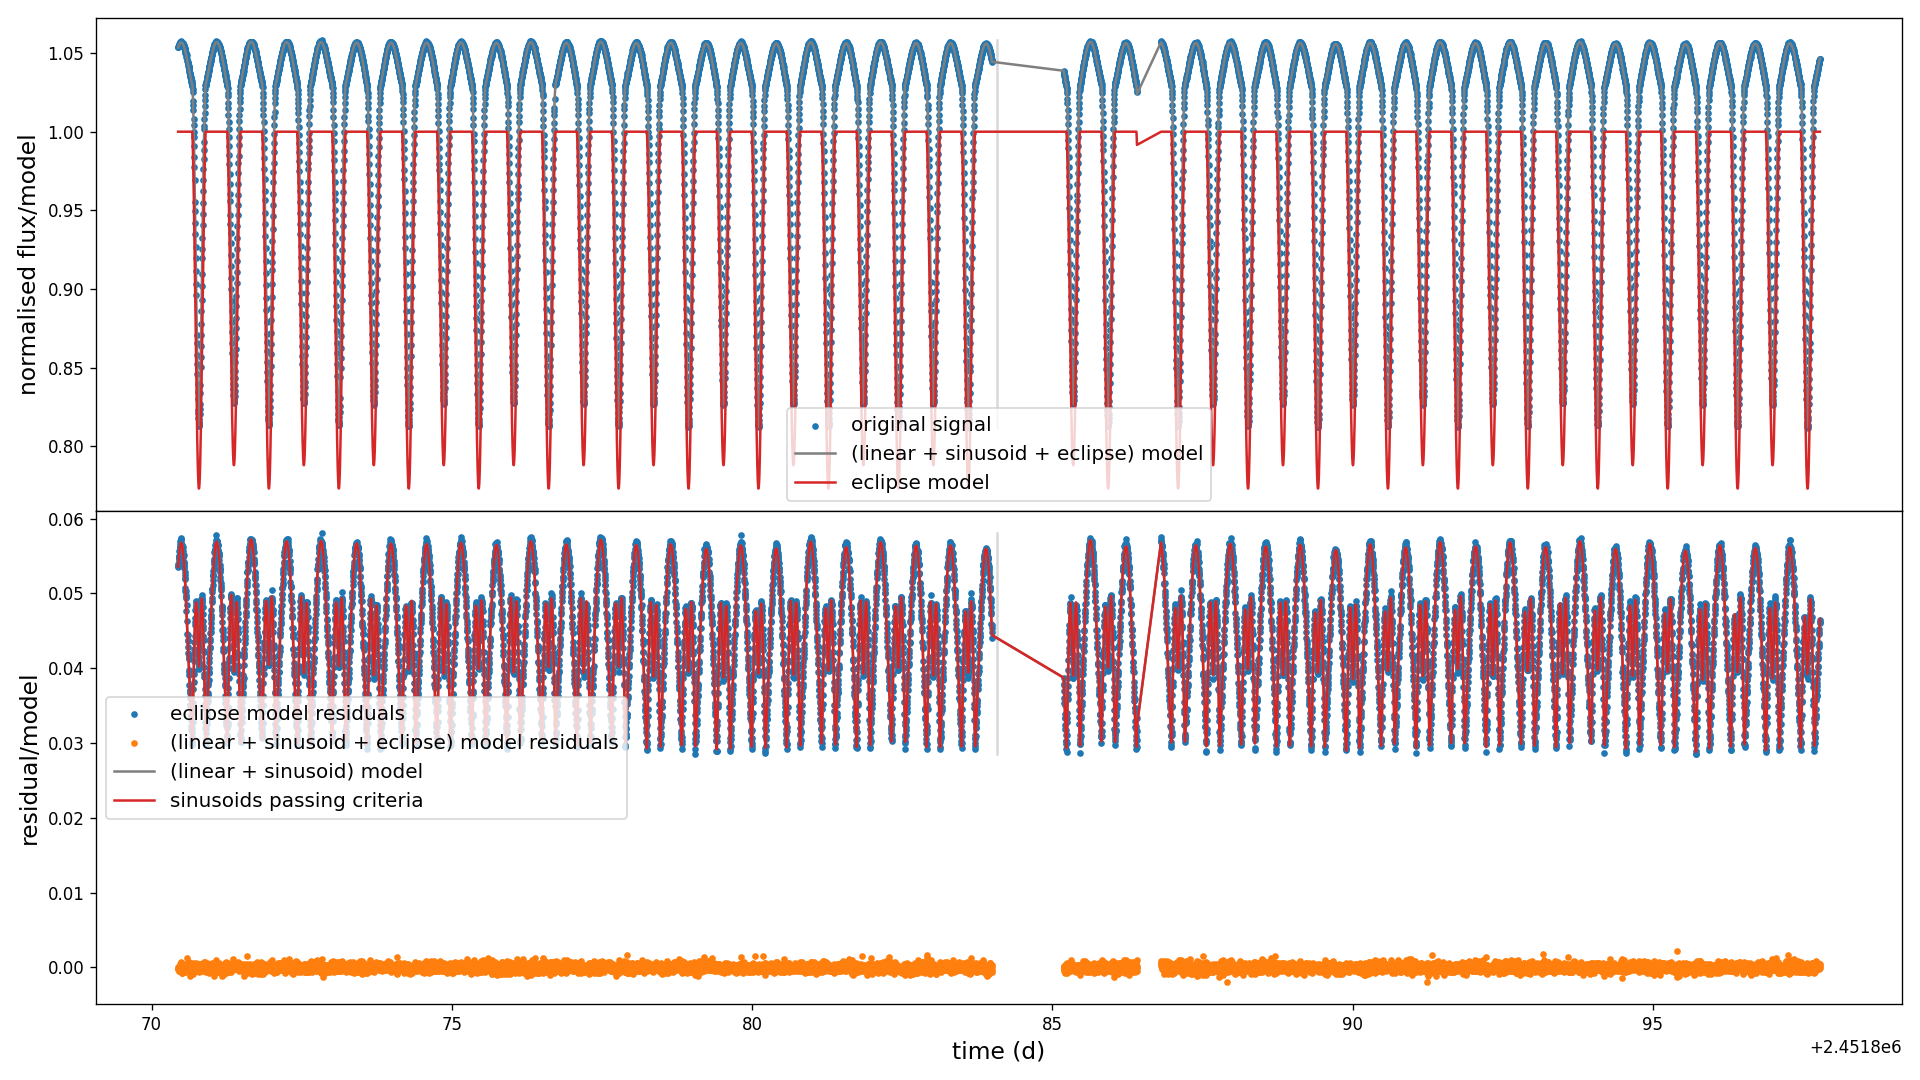 normalised flux/model
1.05
1.00
0.95
0.90
0.85
0.80
original signal
(linear + sinusoid + eclipse) model
eclipse model
residual/model
0.06
0.05
0.04
0.03
0.02
0.01
0.00
eclipse model residuals
(linear + sinusoid + eclipse) model residuals
(linear + sinusoid) model
sinusoids passing criteria
70 75 80 85 90 95
time (d)
+2.4518e6